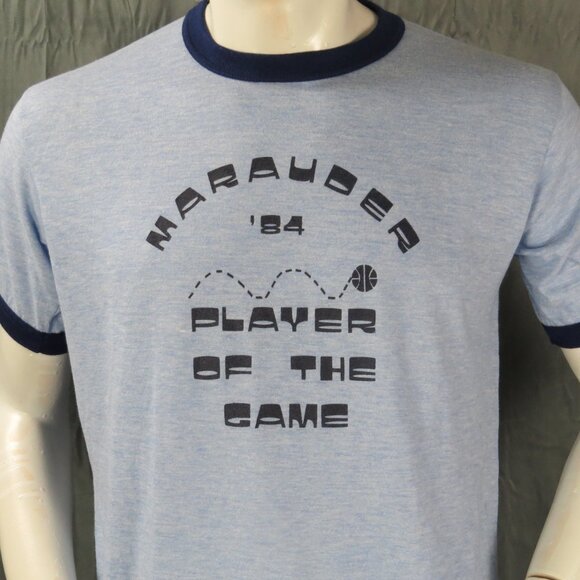 MARAUDER
'84
PLAYER
OF THE
GAME